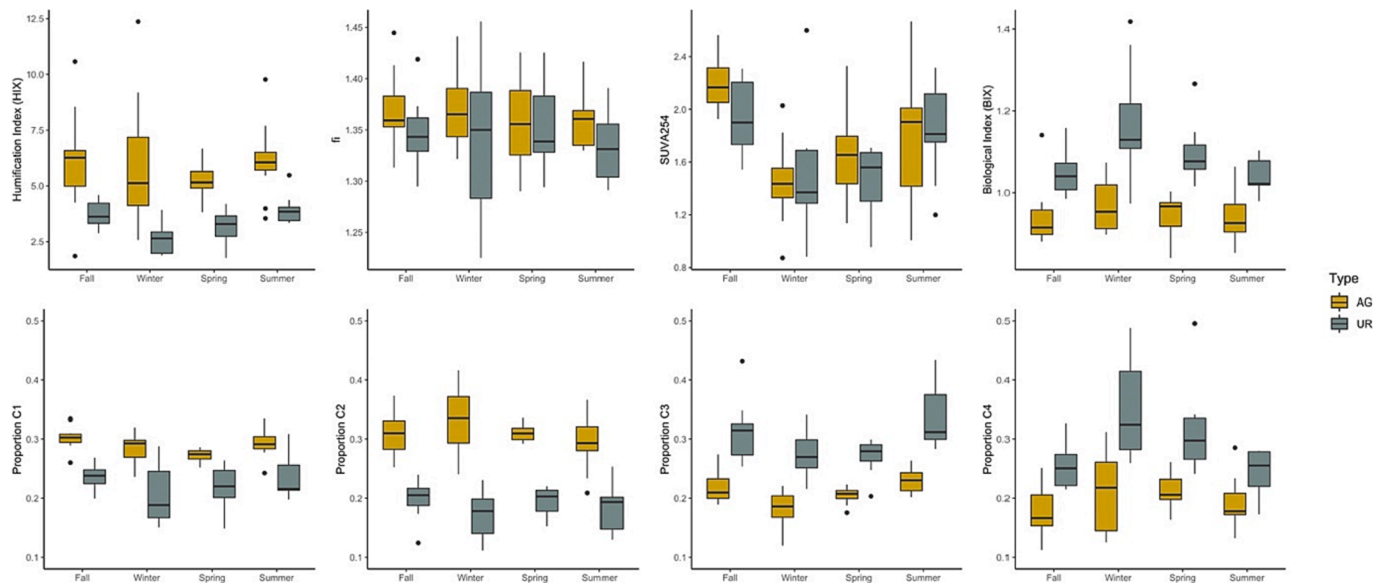 Humification Index (HIX)
12.5
10.0
7.5
5.0
2.5
Fall Winter Spring Summer
fi
1.45
1.40
1.35
1.30
1.25
Fall Winter Spring Summer
SUVA254
2.4
2.0
1.6
1.2
0.8
Fall Winter Spring Summer
Biological Index (BIX)
1.4
1.2
1.0
Fall Winter Spring Summer
Type
AG
UR
Proportion C1
0.5
0.4
0.3
0.2
0.1
Fall Winter Spring Summer
Proportion C2
0.5
0.4
0.3
0.2
0.1
Fall Winter Spring Summer
Proportion C3
0.5
0.4
0.3
0.2
0.1
Fall Winter Spring Summer
Proportion C4
0.5
0.4
0.3
0.2
0.1
Fall Winter Spring Summer